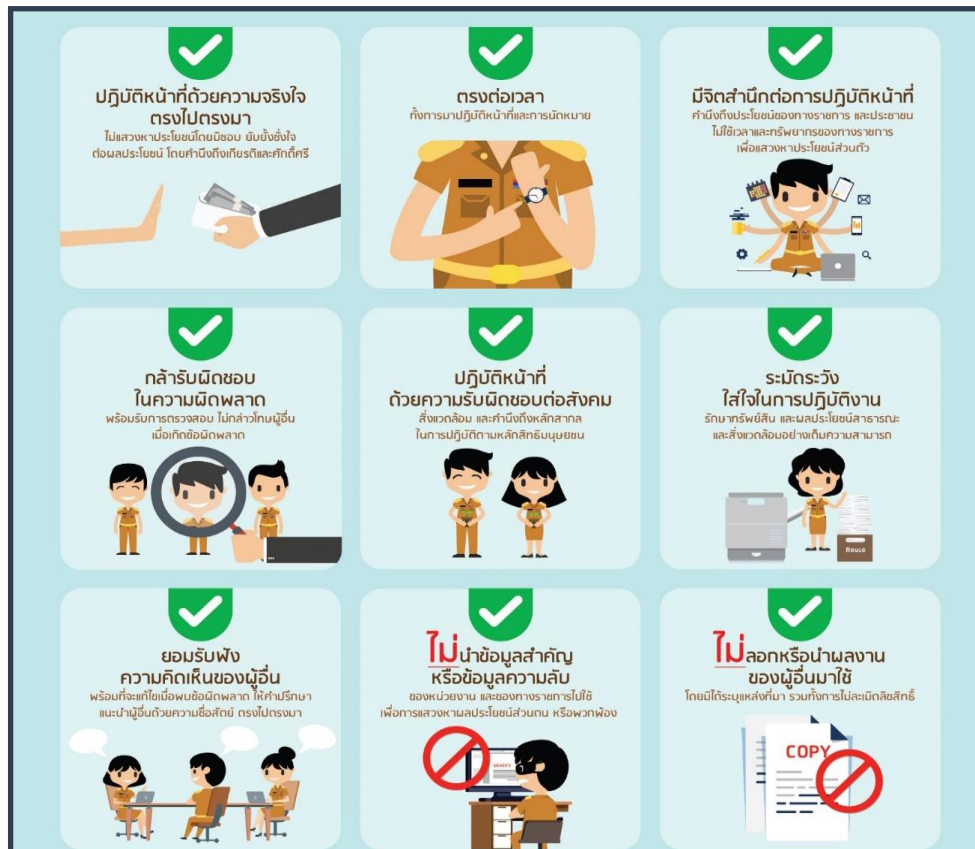 ปฏิบัติหน้าที่ด้วยความจริงใจ
ตรงไปตรงมา
ไม่แสวงหาประโยชน์โดยมิชอบ ยับยั้งชั่งใจ
ต่อผลประโยชน์ โดยคำนึงถึงเกียรติและศักดิ์ศรี
ตรงต่อเวลา
ทั้งการมาปฏิบัติหน้าที่และการนัดหมาย
มีจิตสำนึกต่อการปฏิบัติหน้าที่
คำนึงถึงประโยชน์ของทางราชการ และประชาชน
ไม่ใช้เวลาและทรัพยากรของทางราชการ
เพื่อแสวงหาประโยชน์ส่วนตัว
กล้ารับผิดชอบ
ในความผิดพลาด
พร้อมรับการตรวจสอบ ไม่กล่าวโทษผู้อื่น
เมื่อเกิดข้อผิดพลาด
ปฏิบัติหน้าที่
ด้วยความรับผิดชอบต่อสังคม
สิ่งแวดล้อม และคำนึงถึงหลักสากล
ในการปฏิบัติตามหลักสิทธิมนุษยชน
ระมัดระวัง
ใส่ใจในการปฏิบัติงาน
รักษาทรัพย์สิน และผลประโยชน์สาธารณะ
และสิ่งแวดล้อมอย่างเต็มความสามารถ
Reuse
ยอมรับฟัง
ความคิดเห็นของผู้อื่น
พร้อมที่จะแก้ไขเมื่อพบข้อผิดพลาด ให้คำปรึกษา
แนะนำผู้อื่นด้วยความซื่อสัตย์ ตรงไปตรงมา
ไม่นำข้อมูลสำคัญ
หรือข้อมูลความลับ
ของหน่วยงาน และของทางราชการไปใช้
เพื่อการแสวงหาผลประโยชน์ส่วนตน หรือพวกพ้อง
IDENTITY
ไม่ลอกหรือนำผลงาน
ของผู้อื่นมาใช้
โดยมิได้ระบุแหล่งที่มา รวมทั้งการไม่ละเมิดลิขสิทธิ์
COPY